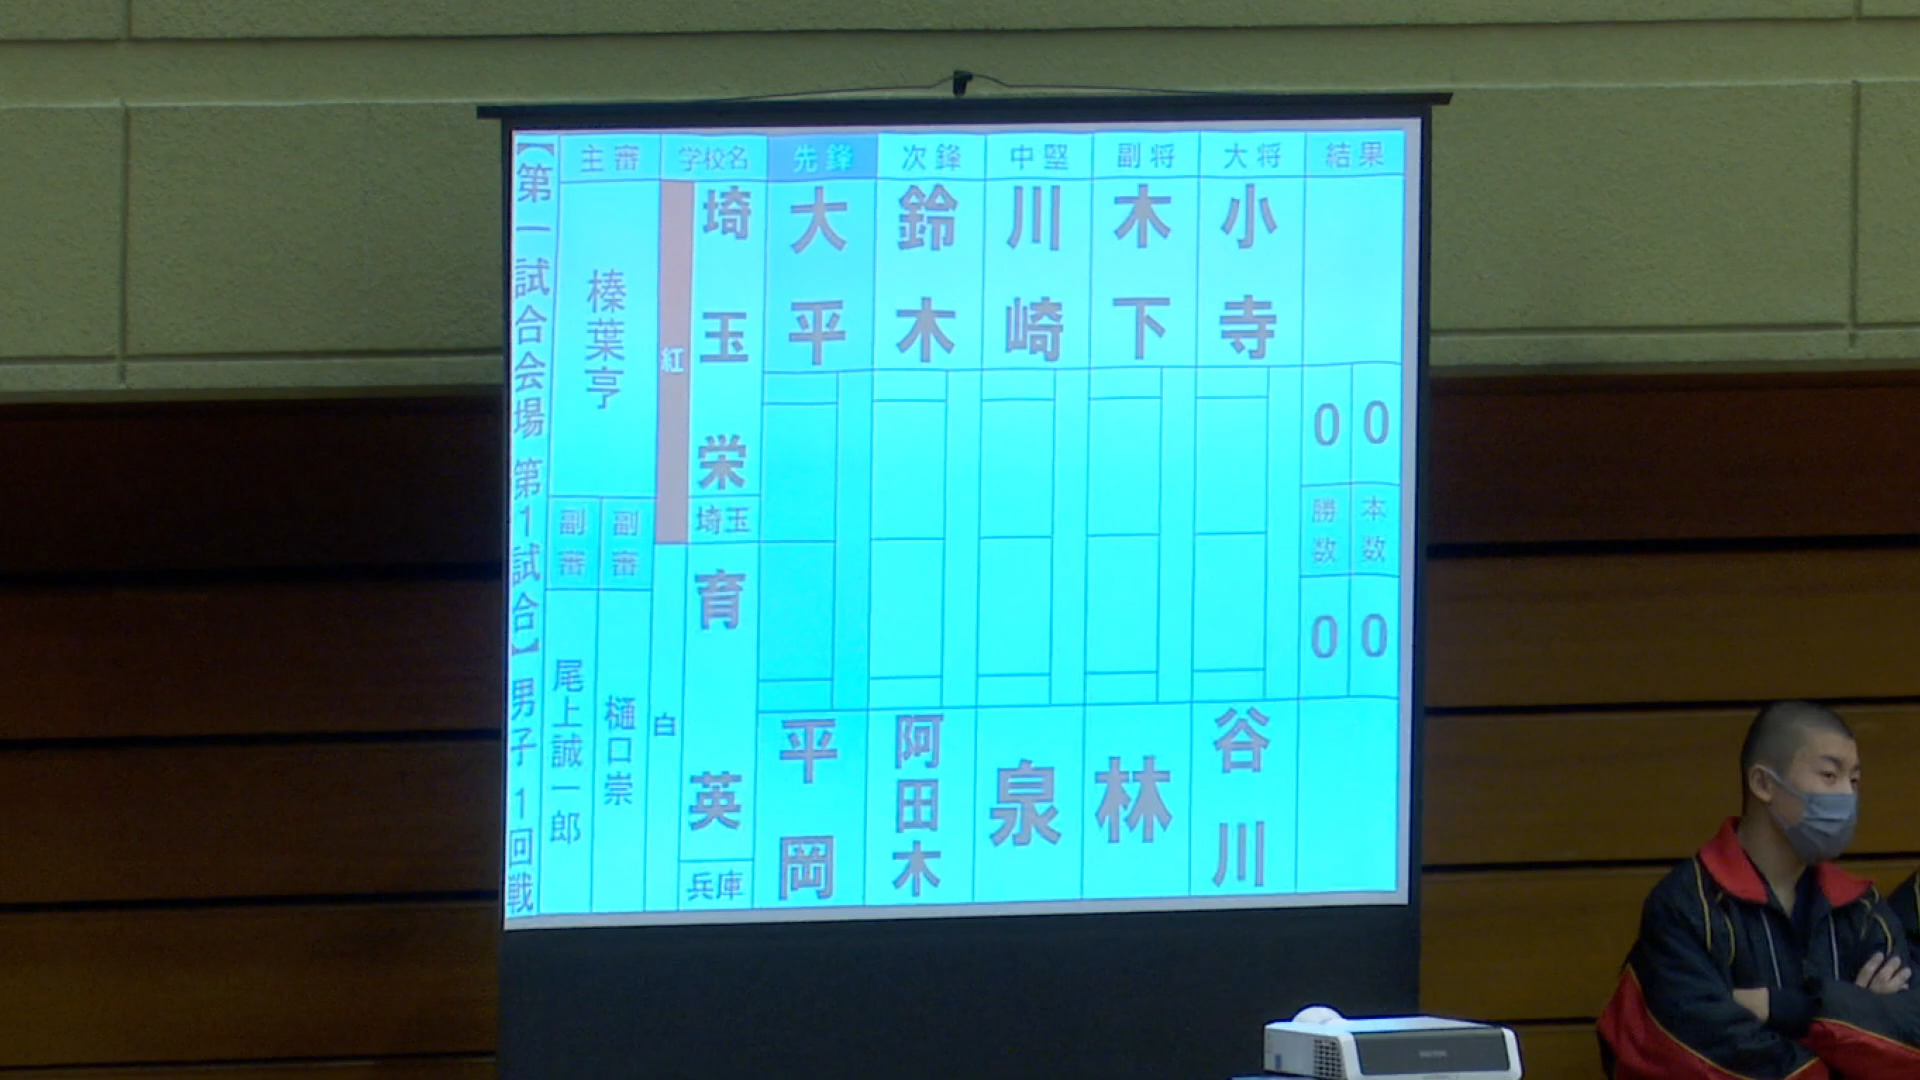 【第一試合会場 第1試合】男子1回戦
主審 学校名 先鋒 次鋒 中堅 副将 大将 結果
榛葉亨
副審 副審
尾上誠一郎
樋口崇
紅 埼玉栄 埼玉 大平 鈴木 川崎 木下 小寺
0 0
勝数 本数
0 0
白 育英 兵庫 平岡 阿田木 泉 林 谷川